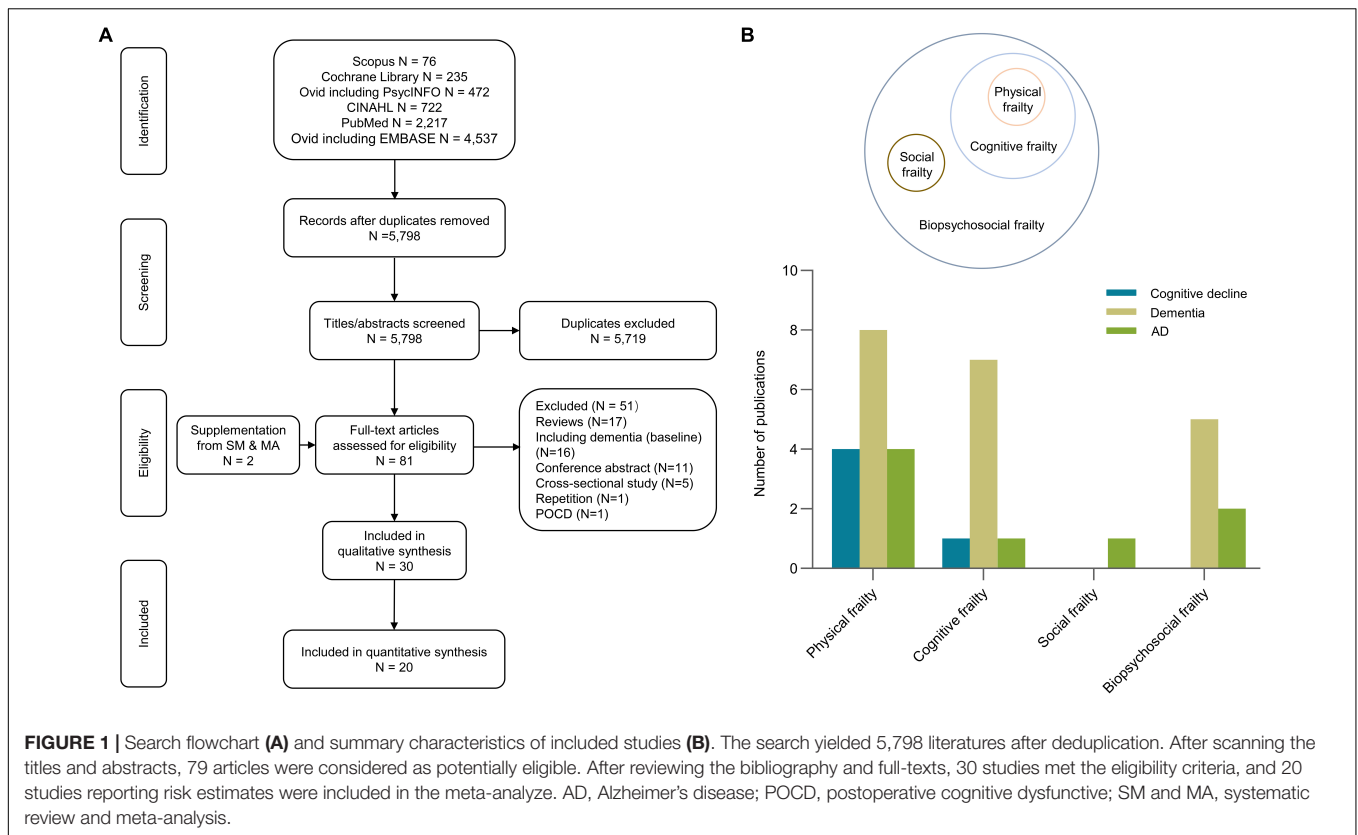 A
Identification
Scopus N = 76
Cochrane Library N = 235
Ovid including PsycINFO N = 472
CINAHL N = 722
PubMed N = 2,217
Ovid including EMBASE N = 4,537
Screening
Records after duplicates removed
N =5,798
Titles/abstracts screened
N = 5,798
Duplicates excluded
N = 5,719
Eligibility
Supplementation
from SM & MA
N = 2
Full-text articles
assessed for eligibility
N = 81
Excluded (N = 51)
Reviews (N=17)
Including dementia (baseline)
(N=16)
Conference abstract (N=11)
Cross-sectional study (N=5)
Repetition (N=1)
POCD (N=1)
Included
Included in
qualitative synthesis
N = 30
Included in quantitative synthesis
N = 20
B
Physical
frailty
Cognitive frailty
Social
frailty
Biopsychosocial frailty
Number of publications
10
8
6
4
2
0
Cognitive decline
Dementia
AD
Physical frailty
Cognitive frailty
Social frailty
Biopsychosocial frailty
FIGURE 1 | Search flowchart (A) and summary characteristics of included studies (B). The search yielded 5,798 literatures after deduplication. After scanning the
titles and abstracts, 79 articles were considered as potentially eligible. After reviewing the bibliography and full-texts, 30 studies met the eligibility criteria, and 20
studies reporting risk estimates were included in the meta-analyze. AD, Alzheimer's disease; POCD, postoperative cognitive dysfunctive; SM and MA, systematic
review and meta-analysis.